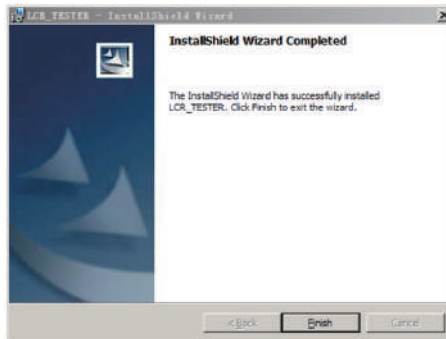 LCR_TESTER - InstallShield Wizard
InstallShield Wizard Completed
The InstallShield Wizard has successfully installed
LCR_TESTER. Click Finish to exit the wizard.
< Back
Finish
Cancel